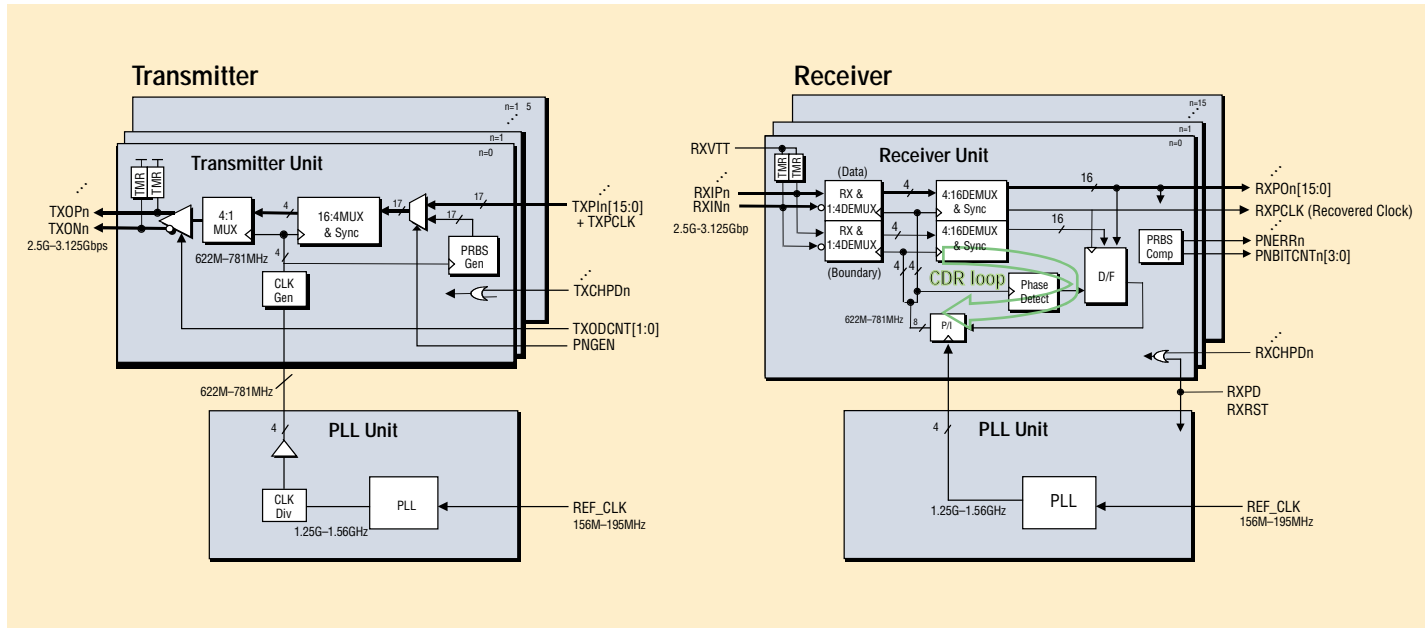 Transmitter
n=1 5
n=1
n=0
Transmitter Unit
TMR
TMR
TXOPn
TXONn
2.5G–3.125Gbps
4:1
MUX
4
16:4MUX
& Sync
17
17
17
TXPIn[15:0]
+ TXPCLK
622M–781MHz
4
PRBS
Gen
CLK
Gen
TXCHPDn
TXODCNT[1:0]
PNGEN
622M–781MHz
4
PLL Unit
CLK
Div
PLL
1.25G–1.56GHz
REF_CLK
156M–195MHz
Receiver
n=15
n=1
n=0
RXVTT
TMR
TMR
Receiver Unit
RXIPn
RXINn
2.5G-3.125Gbp
(Data)
RX &
1:4DEMUX
RX &
1:4DEMUX
(Boundary)
4
4
4:16DEMUX
& Sync
4:16DEMUX
& Sync
16
16
RXPOn[15:0]
RXPCLK (Recovered Clock)
PRBS
Comp
PNERRn
PNBITCNTn[3:0]
4
4
CDR loop
Phase
Detect
D/F
622M–781MHz
8
P/I
RXCHPDn
RXPD
RXRST
4
PLL Unit
PLL
1.25G–1.56GHz
REF_CLK
156M–195MHz